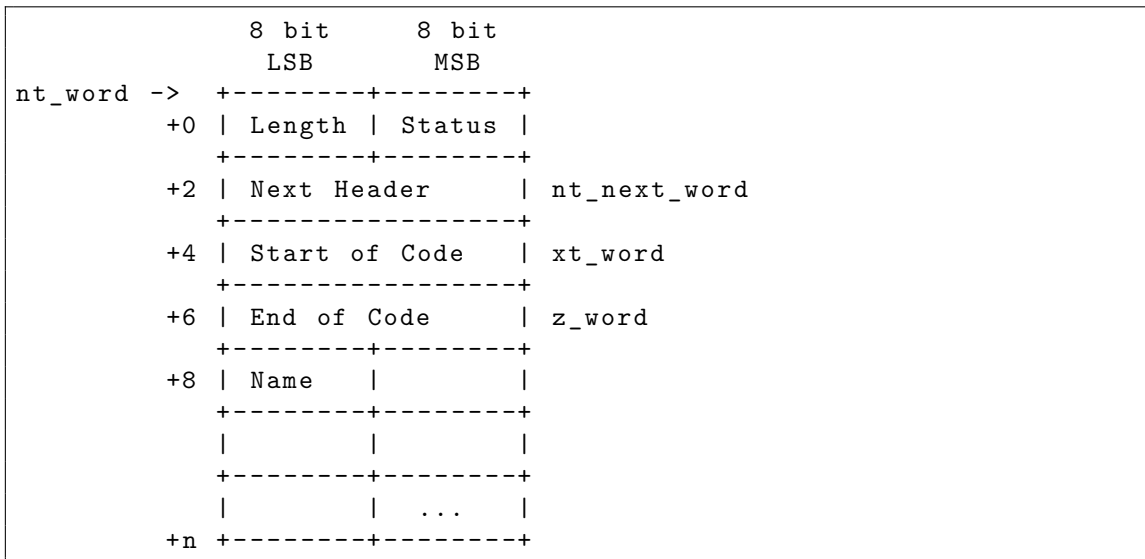 8 bit     8 bit
               LSB       MSB
nt_word ->  +--------+--------+
         +0 | Length | Status |
            +--------+--------+
         +2 | Next Header     | nt_next_word
            +-----------------+
         +4 | Start of Code   | xt_word
            +-----------------+
         +6 | End of Code     | z_word
            +--------+--------+
         +8 | Name   |        |
            +--------+--------+
            |        |        |
            +--------+--------+
            |        |  ...   |
         +n +--------+--------+